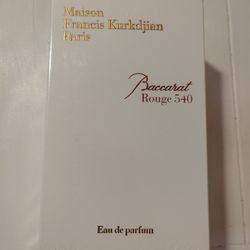 Maison
Francis Kurkdjian
Paris
Baccarat
Rouge 540
Eau de parfum